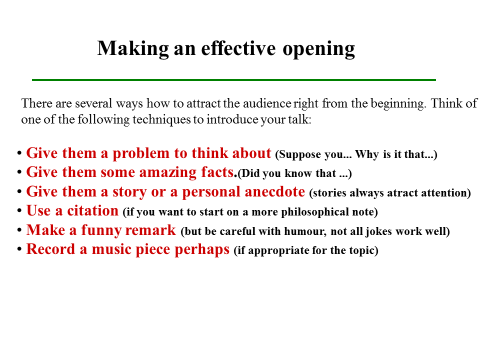 Making an effective opening
There are several ways how to attract the audience right from the beginning. Think of
one of the following techniques to introduce your talk:
• Give them a problem to think about (Suppose you... Why is it that...)
• Give them some amazing facts.(Did you know that ...)
• Give them a story or a personal anecdote (stories always atract attention)
• Use a citation (if you want to start on a more philosophical note)
• Make a funny remark (but be careful with humour, not all jokes work well)
• Record a music piece perhaps (if appropriate for the topic)